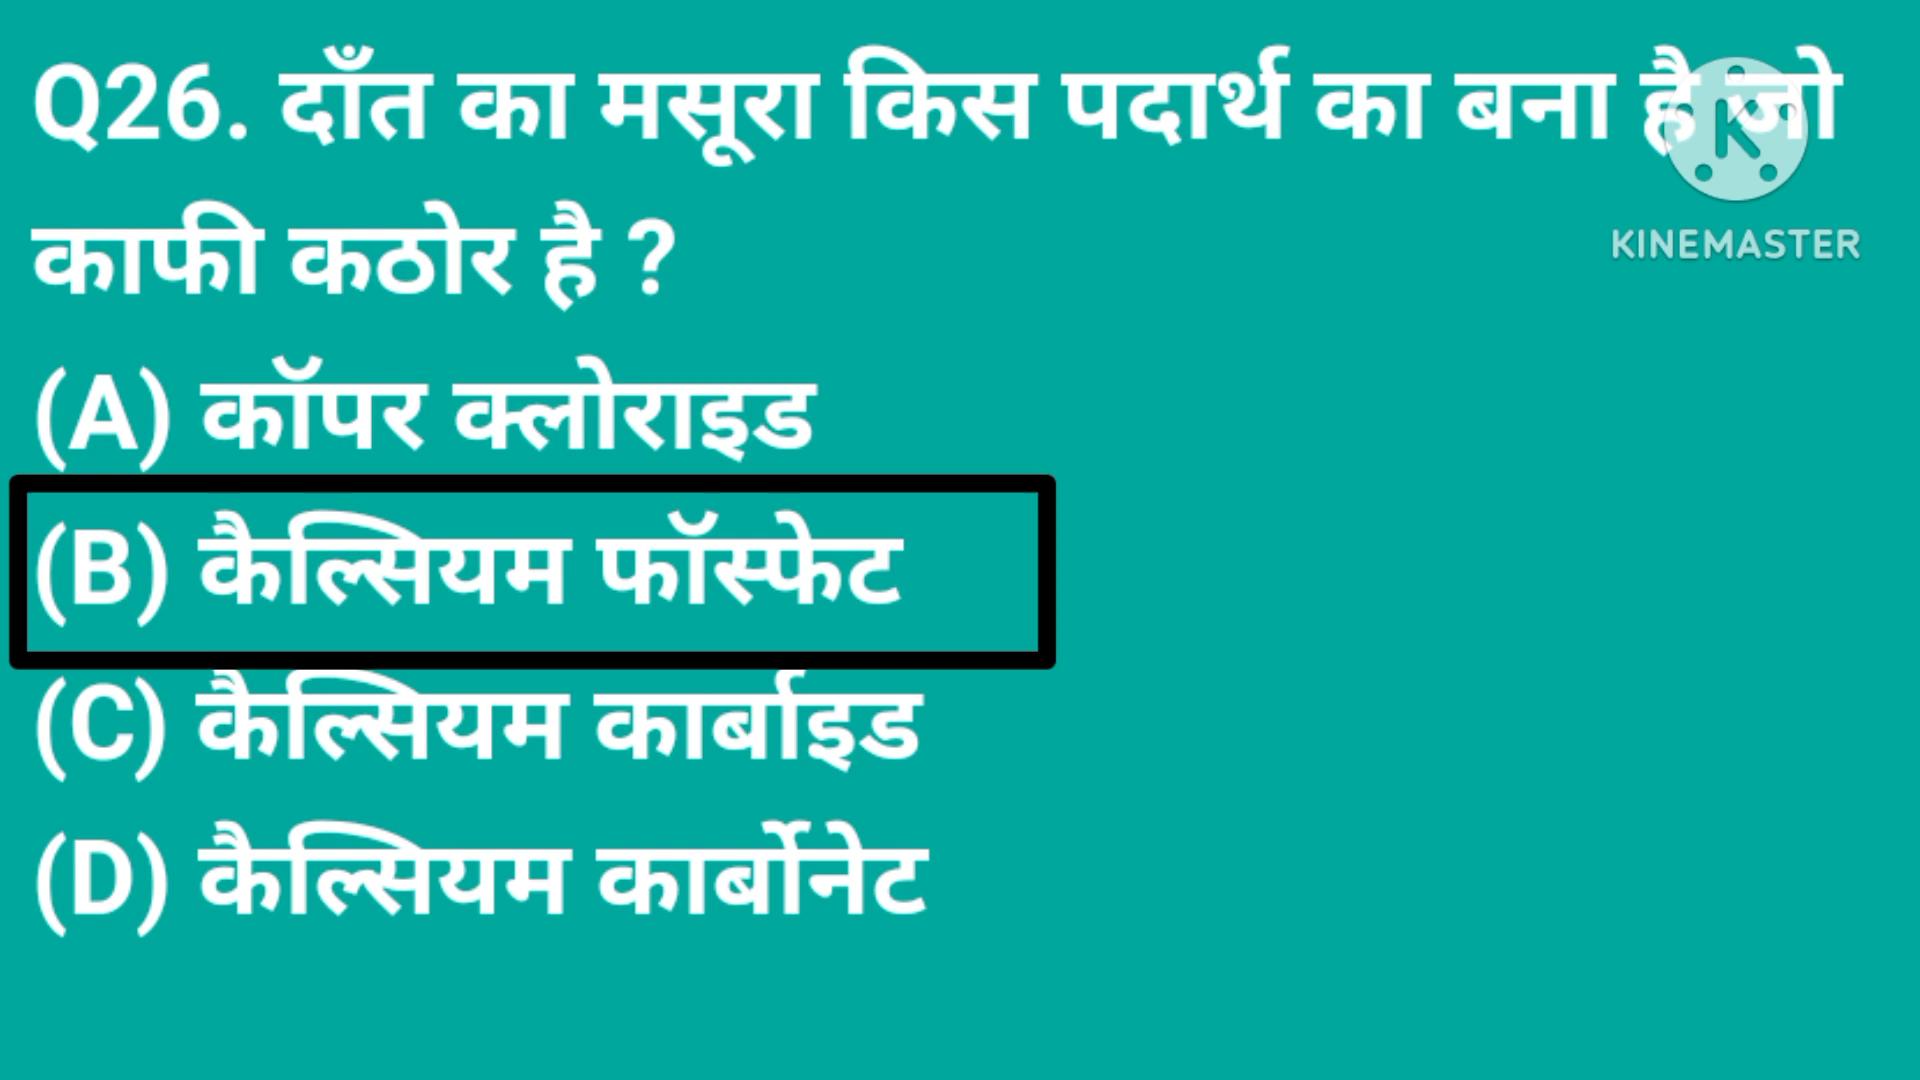 Q26. दाँत का मसूरा किस पदार्थ का बना है जो
काफी कठोर है ?
KINEMASTER
(A) कॉपर क्लोराइड
(B) कैल्सियम फॉस्फेट
(C) कैल्सियम कार्बाइड
(D) कैल्सियम कार्बोनेट